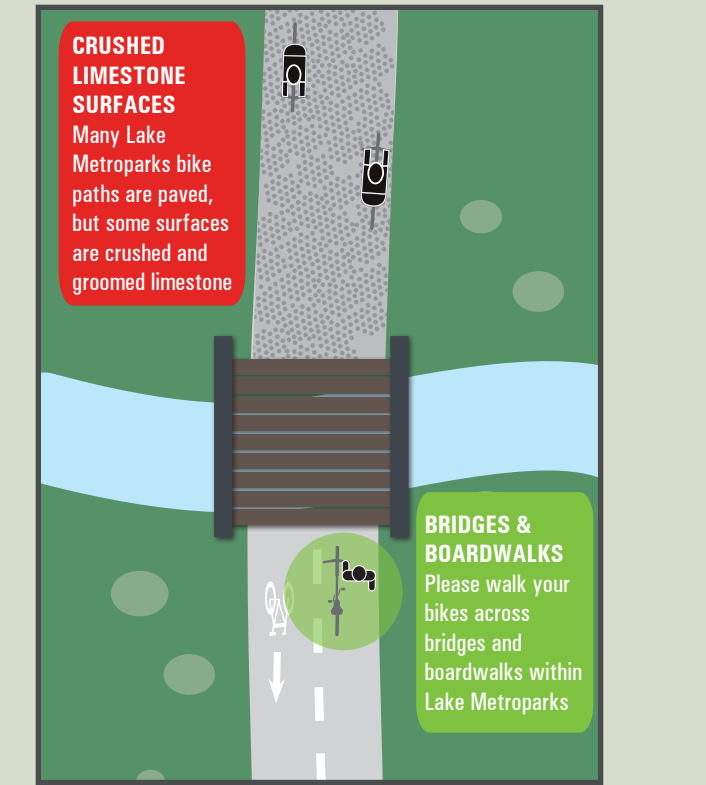 CRUSHED
LIMESTONE
SURFACES
Many Lake
Metroparks bike
paths are paved,
but some surfaces
are crushed and
groomed limestone
BRIDGES &
BOARDWALKS
Please walk your
bikes across
bridges and
boardwalks within
Lake Metroparks